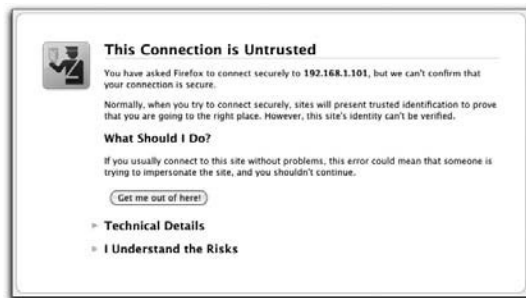 This Connection is Untrusted
You have asked Firefox to connect securely to 192.168.1.101, but we can't confirm that
your connection is secure.
Normally, when you try to connect securely, sites will present trusted identification to prove
that you are going to the right place. However, this site's identity can't be verified.
What Should I Do?
If you usually connect to this site without problems, this error could mean that someone is
trying to impersonate the site, and you shouldn't continue.
Get me out of here!
Technical Details
I Understand the Risks